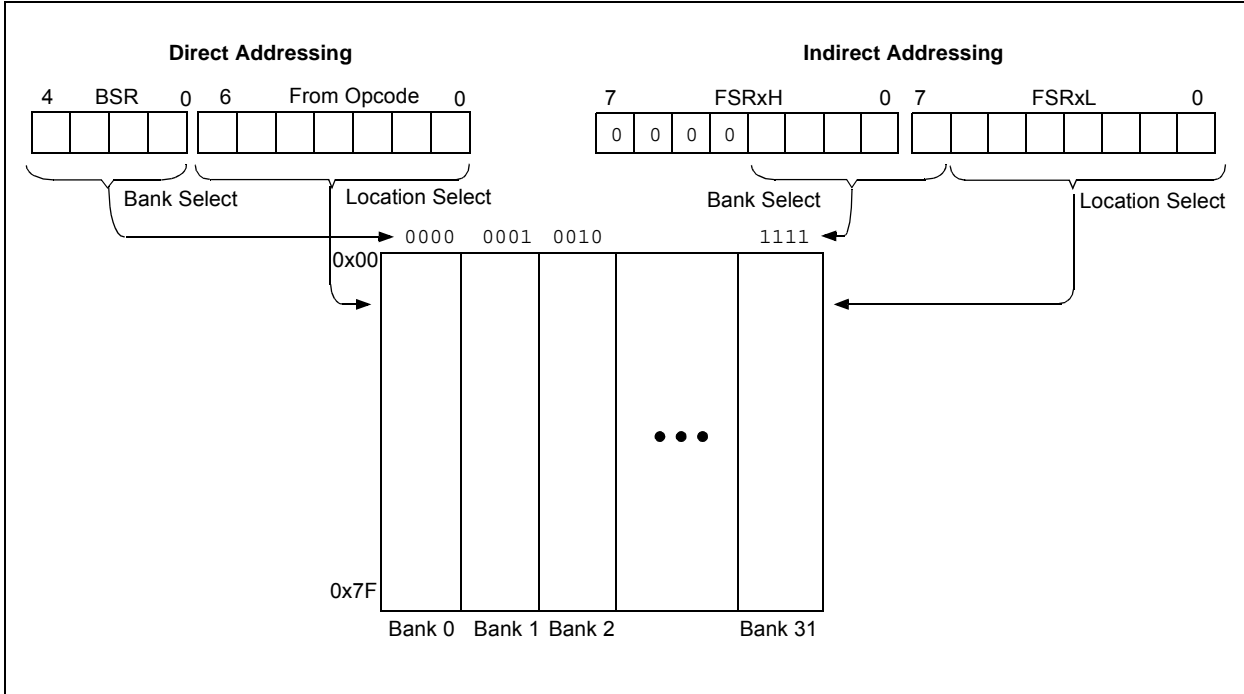 Direct Addressing
Indirect Addressing
4 BSR 0 6 From Opcode 0
7 FSRxH 0 7 FSRxL 0
0 0 0 0
Bank Select
Location Select
Bank Select
Location Select
0000 0001 0010 1111
0x00
0x7F
Bank 0 Bank 1 Bank 2 Bank 31